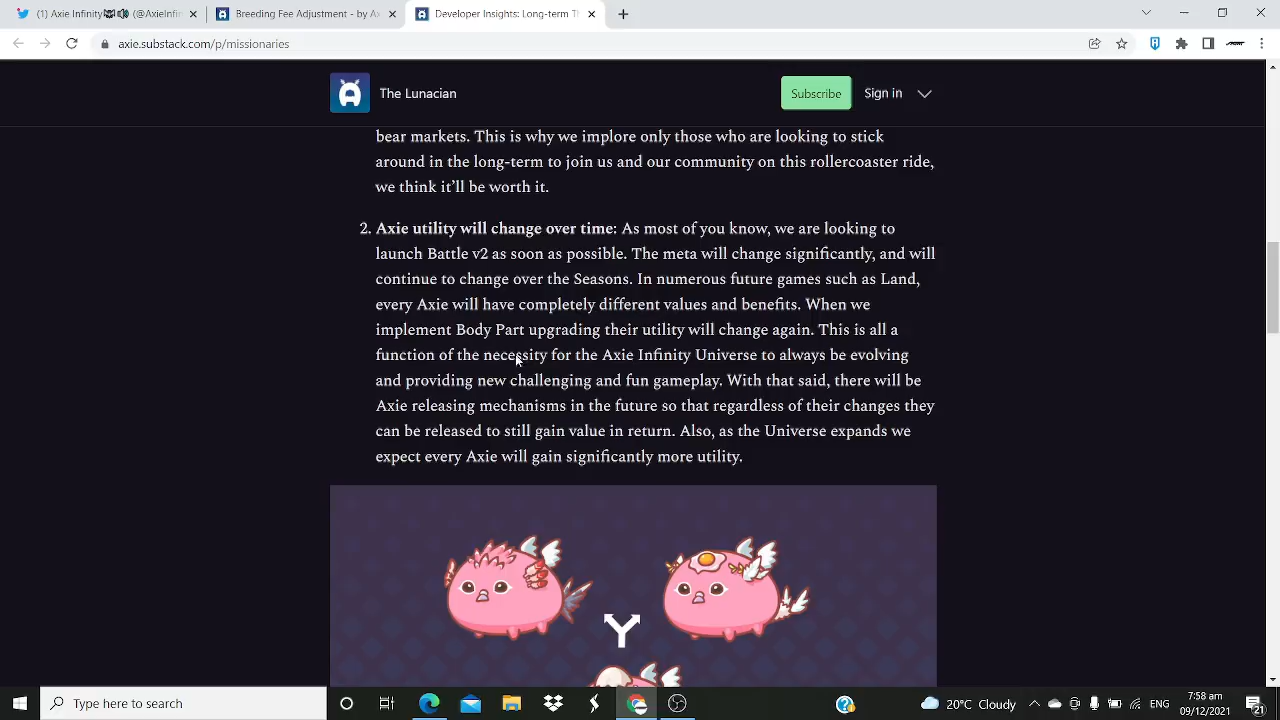 (1) Axie Infinity
(@AxieInfin
Breeding Fee Adjustment - by Ax
Developer Insights: Long-term Th
axie.substack.com/p/missionaries
The Lunacian
Subscribe
Sign in
bear markets. This is why we implore only those who are looking to stick
around in the long-term to join us and our community on this rollercoaster ride,
we think it’ll be worth it.
2. Axie utility will change over time: As most of you know, we are looking to
launch Battle v2 as soon as possible. The meta will change significantly, and will
continue to change over the Seasons. In numerous future games such as Land,
every Axie will have completely different values and benefits. When we
implement Body Part upgrading their utility will change again. This is all a
function of the necessity for the Axie Infinity Universe to always be evolving
and providing new challenging and fun gameplay. With that said, there will be
Axie releasing mechanisms in the future so that regardless of their changes they
can be released to still gain value in return. Also, as the Universe expands we
expect every Axie will gain significantly more utility.
Type here to search
20°C Cloudy
ENG
7:58 am
09/12/2021
21